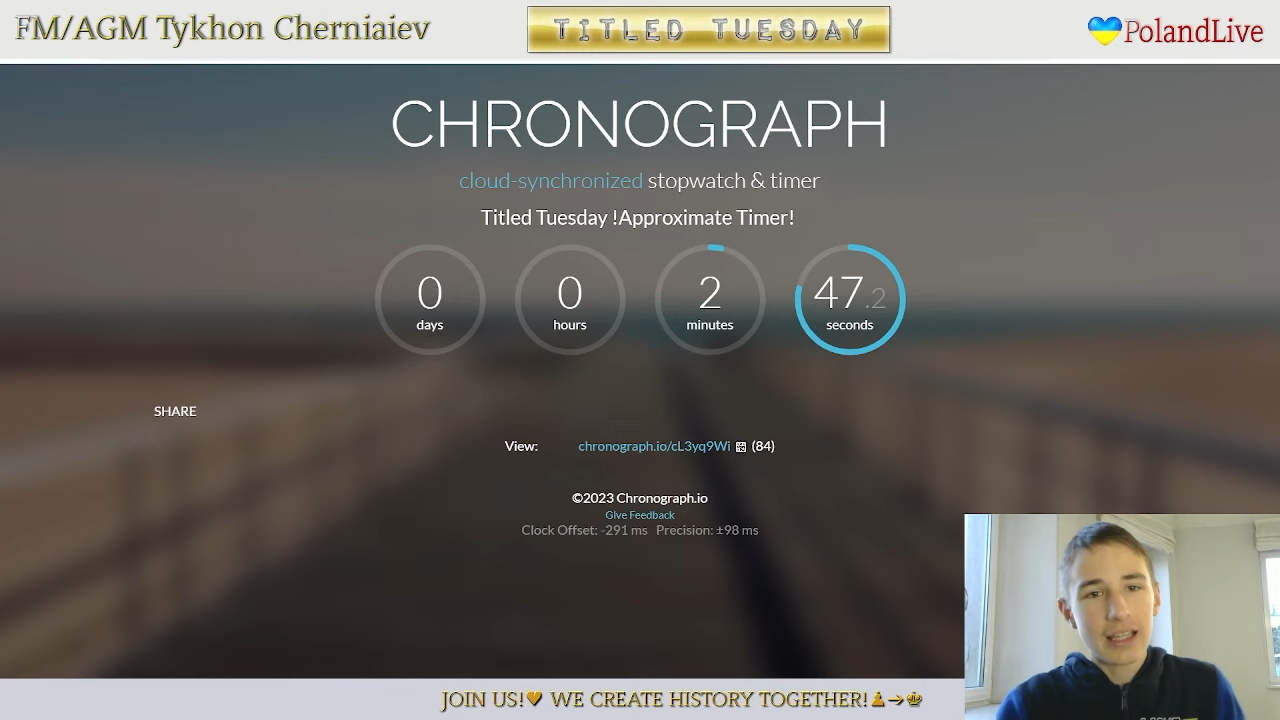 FM/AGM Tykhon Cherniaiev
TITLED TUESDAY
PolandLive
CHRONOGRAPH
cloud-synchronized stopwatch & timer
Titled Tuesday !Approximate Timer!
0 days
0 hours
2 minutes
47.2 seconds
SHARE
View: chronograph.io/cL3yq9Wi (84)
©2023 Chronograph.io
Give Feedback
Clock Offset: -291 ms Precision: ±98 ms
JOIN US!🧡 WE CREATE HISTORY TOGETHER!♟→♚